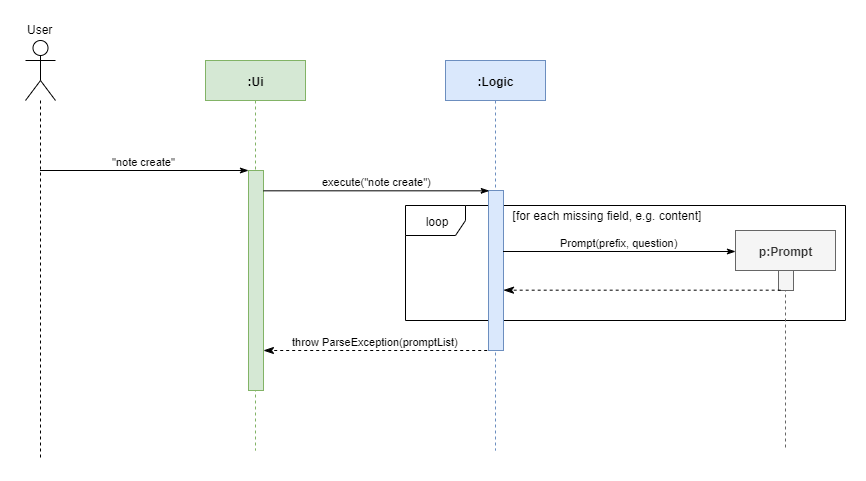 User
:Ui
:Logic
"note create"
execute("note create")
loop
[for each missing field, e.g. content]
Prompt(prefix, question)
p:Prompt
throw ParseException(promptList)